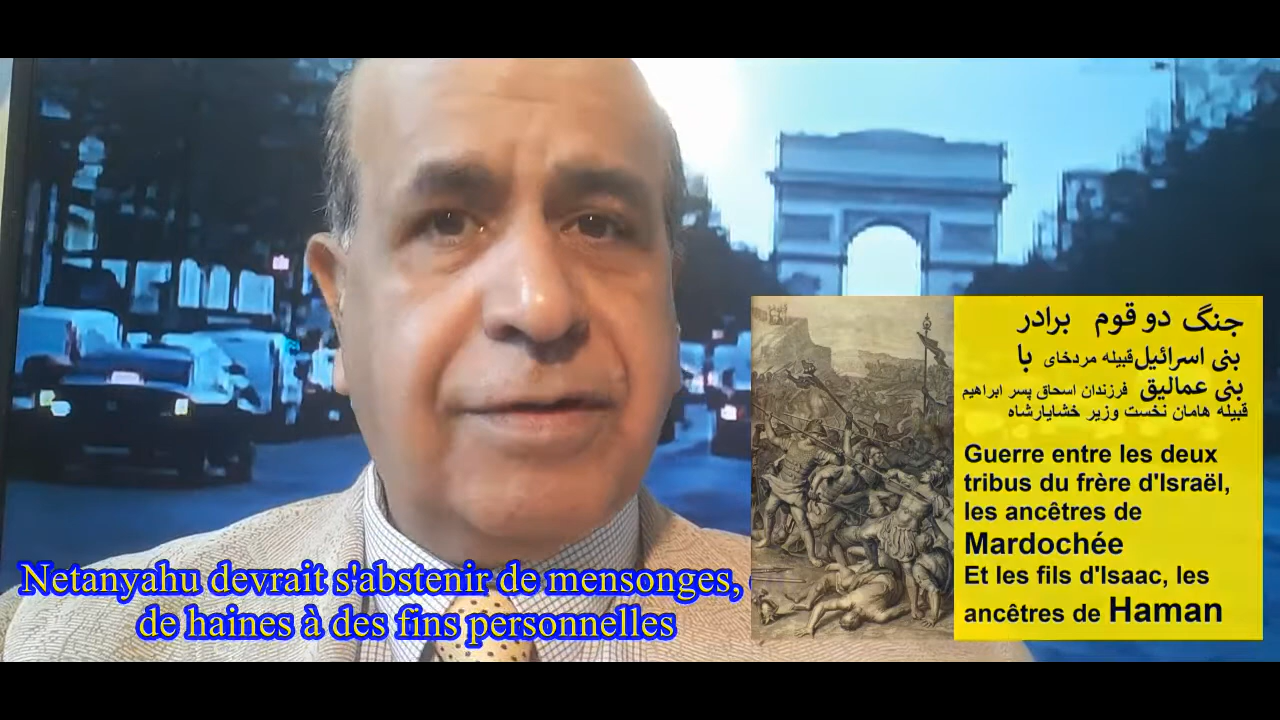 جنگ دو قوم برادر
بنی اسرائیل قبیله مردخای با
بنی عمالیق فرزندان اسحاق پسر ابراهیم
قبیله هامان نخست وزیر خشایارشاه
Guerre entre les deux
tribus du frère d'Israël,
les ancêtres de
Mardochée
Et les fils d'Isaac, les
ancêtres de Haman
Netanyahu devrait s'abstenir de mensonges,
de haines à des fins personnelles